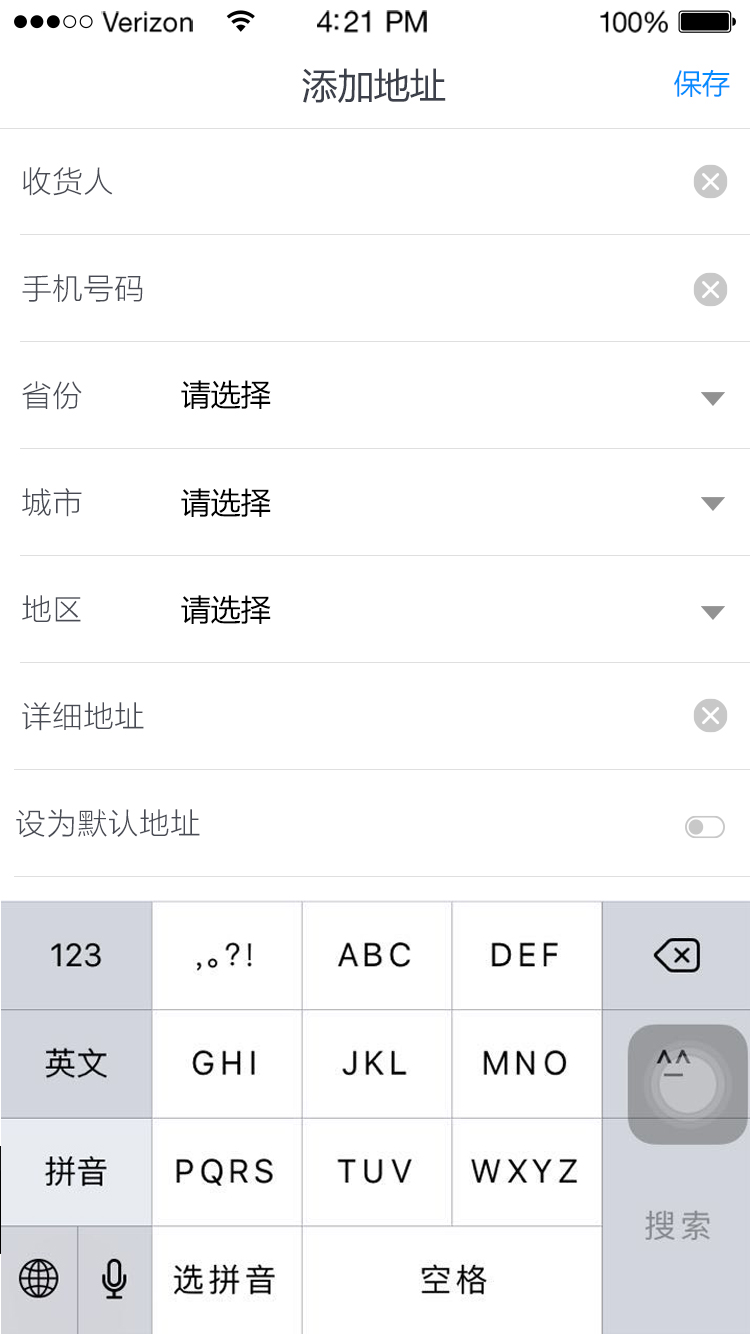 Verizon 4:21 PM 100%
添加地址 保存
收货人
手机号码
省份 请选择
城市 请选择
地区 请选择
详细地址
设为默认地址
123 ,。?! ABC DEF
英文 GHI JKL MNO ^^
拼音 PQRS TUV WXYZ
搜索
选拼音 空格